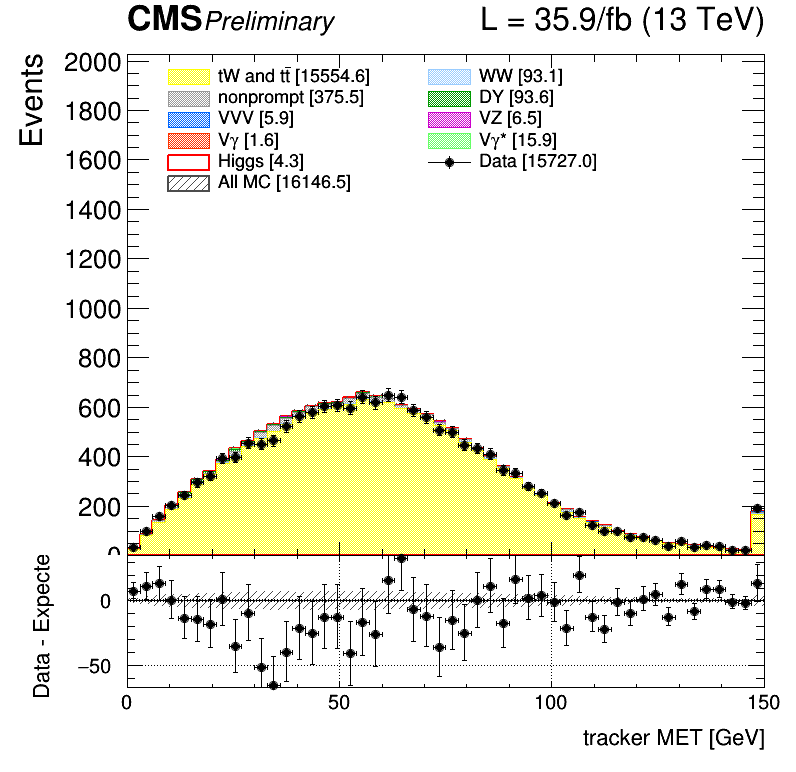 CMS Preliminary L = 35.9/fb (13 TeV)
Events
2000
1800
1600
1400
1200
1000
800
600
400
200
0
tW and tt̄ [15554.6]
nonprompt [375.5]
VVV [5.9]
Vγ [1.6]
Higgs [4.3]
All MC [16146.5]
WW [93.1]
DY [93.6]
VZ [6.5]
Vγ* [15.9]
Data [15727.0]
Data - Expecte
0
−50
0 50 100 150
tracker MET [GeV]